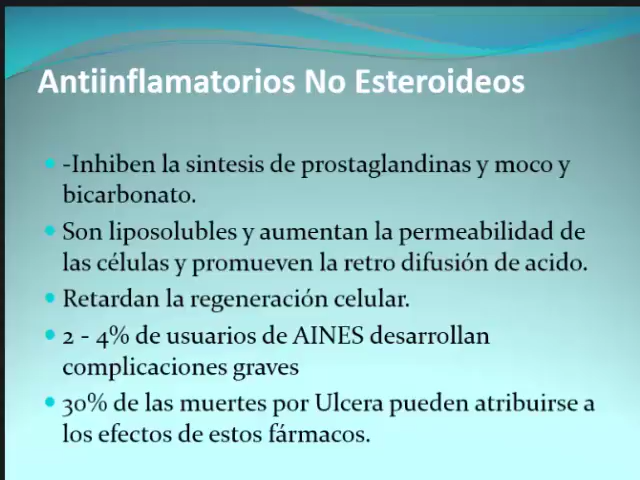 Antiinflamatorios No Esteroideos
-Inhiben la sintesis de prostaglandinas y moco y
bicarbonato.
Son liposolubles y aumentan la permeabilidad de
las células y promueven la retro difusión de acido.
Retardan la regeneración celular.
2 - 4% de usuarios de AINES desarrollan
complicaciones graves
30% de las muertes por Ulcera pueden atribuirse a
los efectos de estos fármacos.